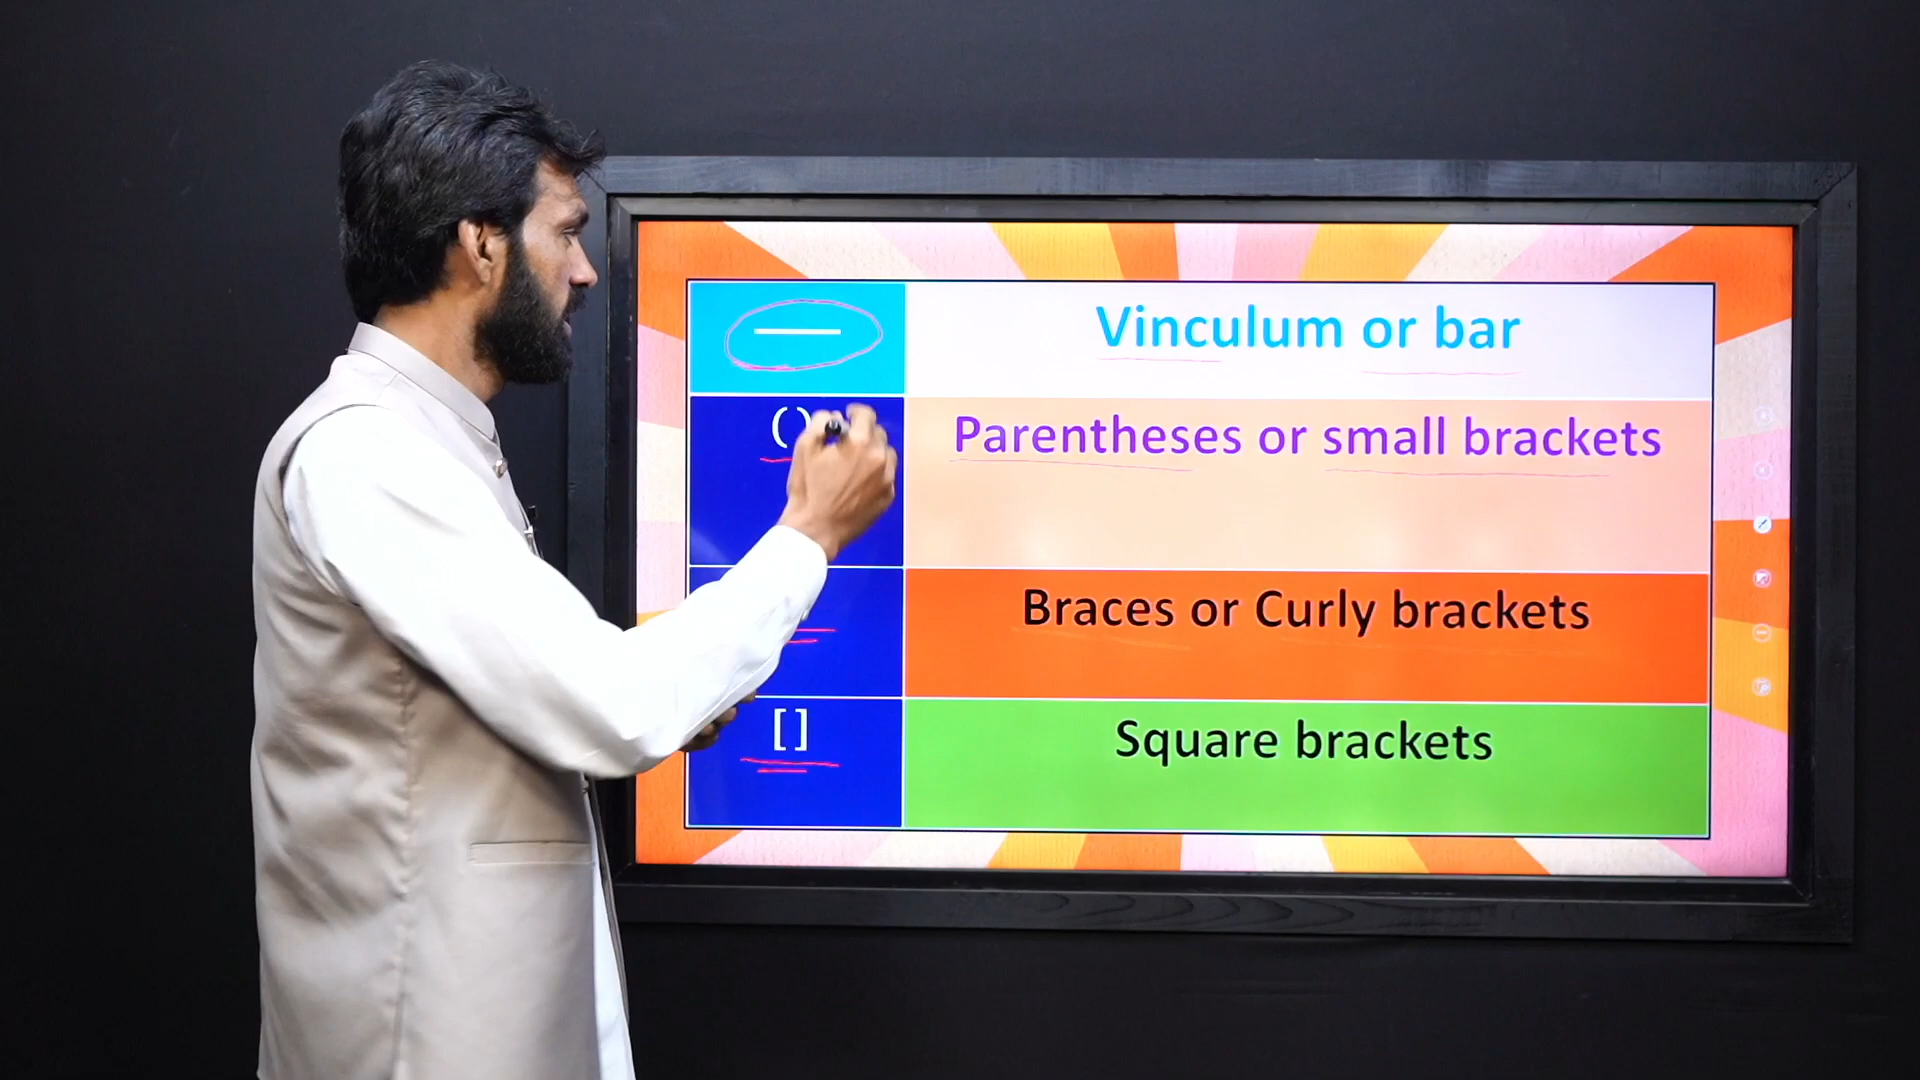 — Vinculum or bar
() Parentheses or small brackets
Braces or Curly brackets
[] Square brackets